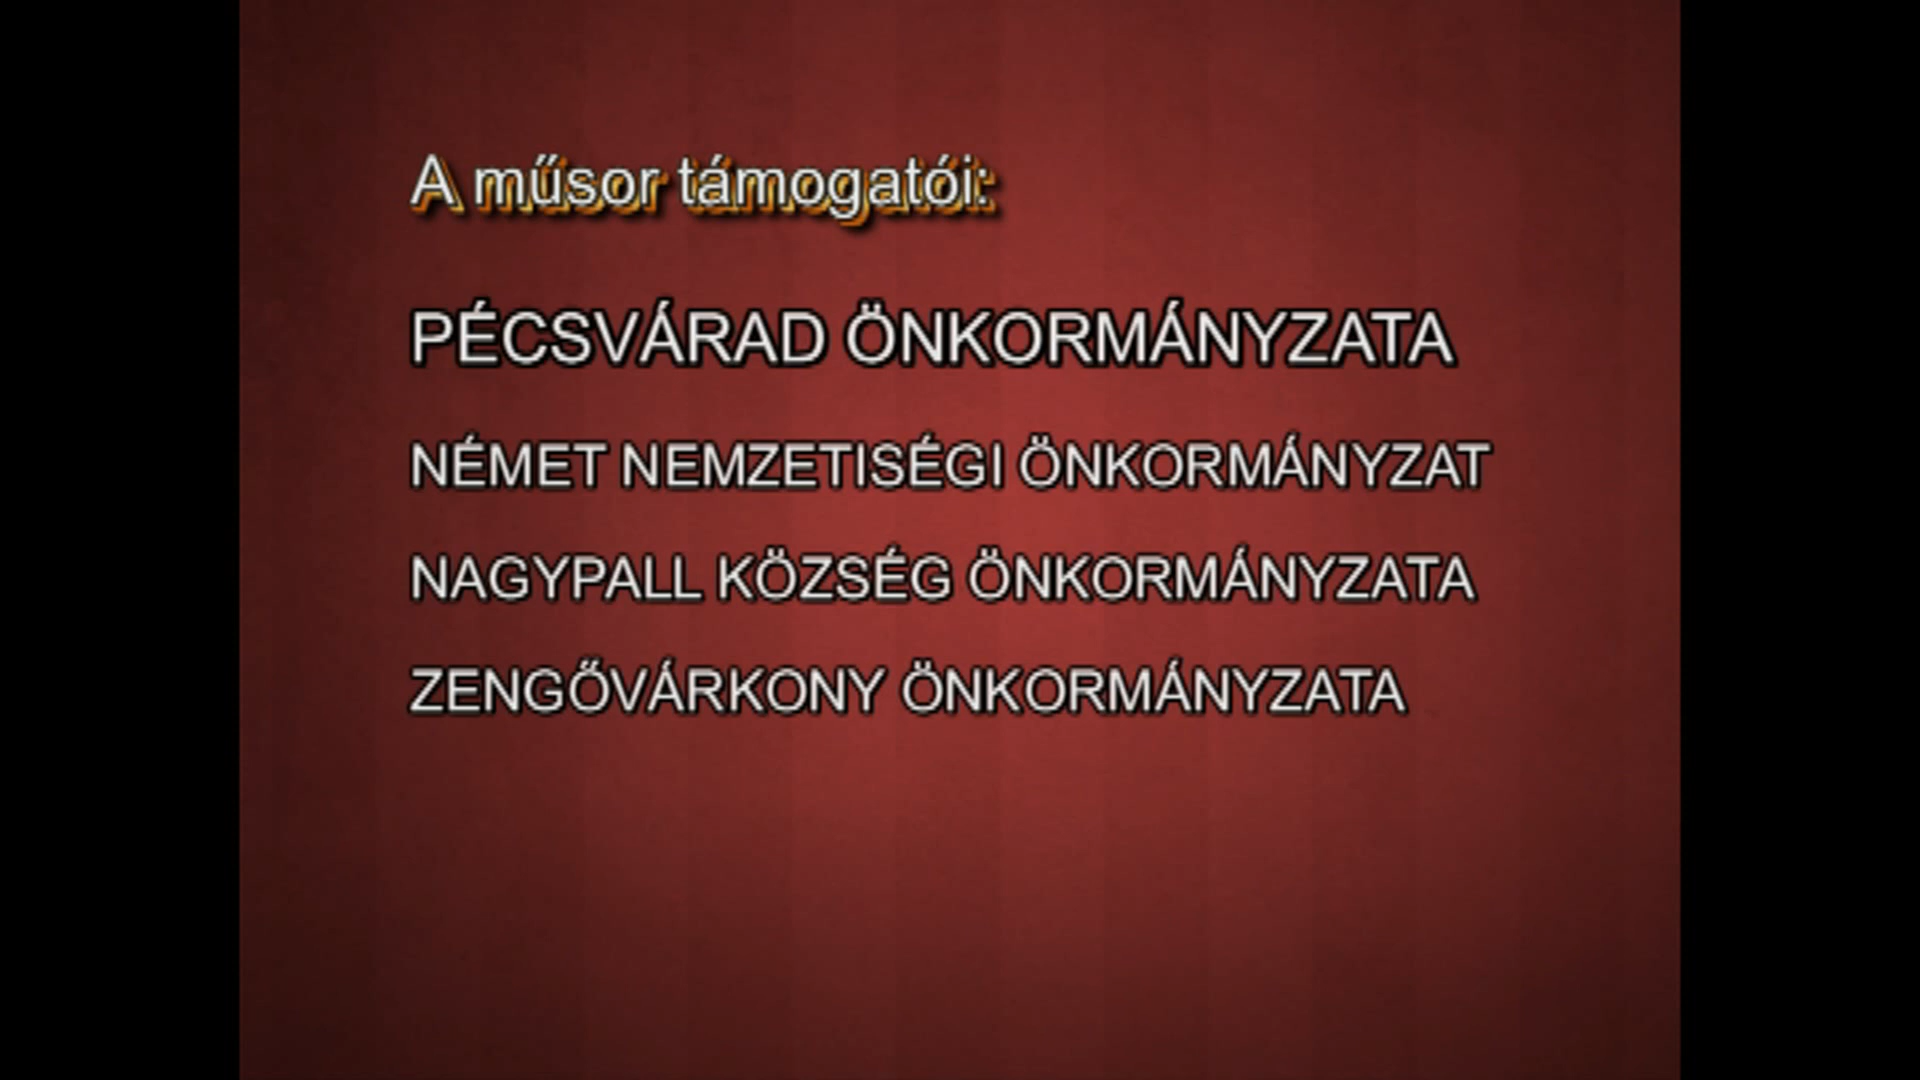 A műsor támogatói:
PÉCSVÁRAD ÖNKORMÁNYZATA
NÉMET NEMZETISÉGI ÖNKORMÁNYZAT
NAGYPALL KÖZSÉG ÖNKORMÁNYZATA
ZENGŐVÁRKONY ÖNKORMÁNYZATA